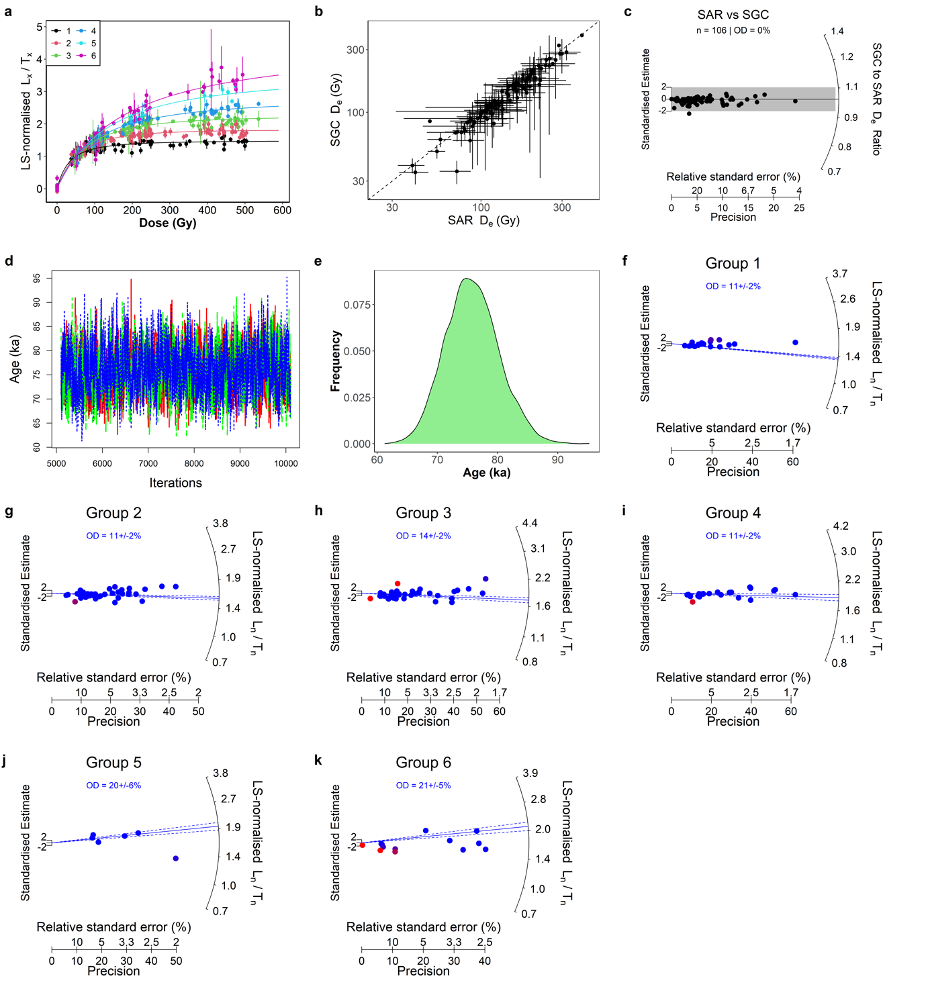 a
LS-normalised Lx / Tx
5
4
3
2
1
0
1 4
2 5
3 6
0 100 200 300 400 500 600
Dose (Gy)
b
SGC De (Gy)
300
100
30
30 100 300
SAR De (Gy)
c
SAR vs SGC
n = 106 | OD = 0%
Standardised Estimate
2
0
-2
1.4
1.2
1.1
0.9
0.8
0.7
SGC to SAR De Ratio
Relative standard error (%)
20 10 6.7 5 4
0 5 10 15 20 25
Precision
d
Age (ka)
95
90
85
80
75
70
65
60
5000 6000 7000 8000 9000 10000
Iterations
e
Frequency
0.075
0.050
0.025
0.000
60 70 80 90
Age (ka)
f
Group 1
OD = 11+/-2%
Standardised Estimate
2
-2
3.7
2.6
1.9
1.4
1.0
0.7
LS-normalised Ln / Tn
Relative standard error (%)
5 2.5 1.7
0 20 40 60
Precision
g
Group 2
OD = 11+/-2%
Standardised Estimate
2
-2
3.8
2.7
1.9
1.4
1.0
0.7
LS-normalised Ln / Tn
Relative standard error (%)
10 5 3.3 2.5 2
0 10 20 30 40 50
Precision
h
Group 3
OD = 14+/-2%
Standardised Estimate
2
-2
4.4
3.1
2.2
1.6
1.1
0.8
LS-normalised Ln / Tn
Relative standard error (%)
10 5 3.3 2.5 2 1.7
0 10 20 30 40 50 60
Precision
i
Group 4
OD = 11+/-2%
Standardised Estimate
2
-2
4.2
3.0
2.2
1.6
1.1
0.8
LS-normalised Ln / Tn
Relative standard error (%)
5 2.5 1.7
0 20 40 60
Precision
j
Group 5
OD = 20+/-6%
Standardised Estimate
2
-2
3.8
2.7
1.9
1.4
1.0
0.7
LS-normalised Ln / Tn
Relative standard error (%)
10 5 3.3 2.5 2
0 10 20 30 40 50
Precision
k
Group 6
OD = 21+/-5%
Standardised Estimate
2
-2
3.9
2.8
2.0
1.4
1.0
0.7
LS-normalised Ln / Tn
Relative standard error (%)
10 5 3.3 2.5
0 10 20 30 40
Precision